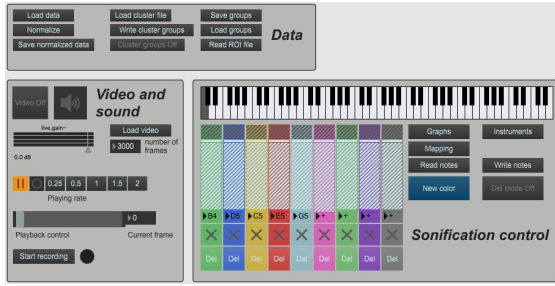 Load data
Load cluster file
Save groups
Normalize
Write cluster groups
Load groups
Save normalized data
Cluster groups Off
Read ROI file
Data
Video Off
Video and
sound
live.gain~
0.0 dB
Load video
3000
number of
frames
0.25 0.5 1 1.5 2
Playing rate
0
Playback control
Current frame
Start recording
Graphs
Instruments
Mapping
Read notes
Write notes
New color
Del mode Off
B4 D5 C5 E5 G5 + + + +
Del Del Del Del Del Del Del Del Del
Sonification control